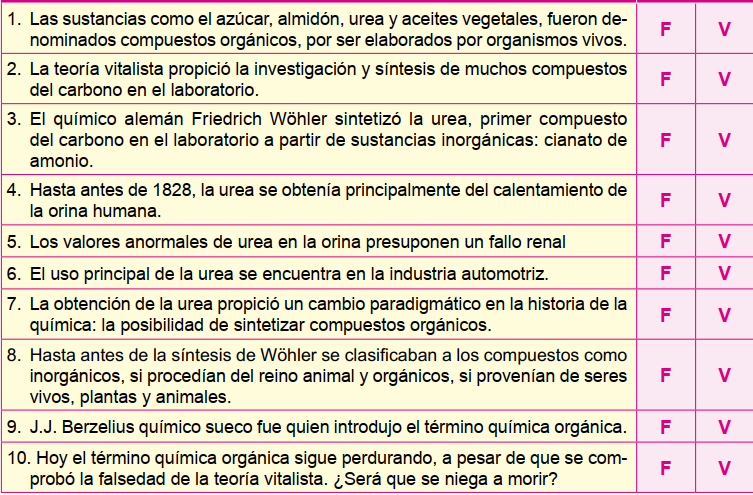 1. Las sustancias como el azúcar, almidón, urea y aceites vegetales, fueron de-
nominados compuestos orgánicos, por ser elaborados por organismos vivos. F V
2. La teoría vitalista propició la investigación y síntesis de muchos compuestos
del carbono en el laboratorio. F V
3. El químico alemán Friedrich Wöhler sintetizó la urea, primer compuesto
del carbono en el laboratorio a partir de sustancias inorgánicas: cianato de
amonio. F V
4. Hasta antes de 1828, la urea se obtenía principalmente del calentamiento de
la orina humana. F V
5. Los valores anormales de urea en la orina presuponen un fallo renal F V
6. El uso principal de la urea se encuentra en la industria automotriz. F V
7. La obtención de la urea propició un cambio paradigmático en la historia de la
química: la posibilidad de sintetizar compuestos orgánicos. F V
8. Hasta antes de la síntesis de Wöhler se clasificaban a los compuestos como
inorgánicos, si procedían del reino animal y orgánicos, si provenían de seres
vivos, plantas y animales. F V
9. J.J. Berzelius químico sueco fue quien introdujo el término química orgánica. F V
10. Hoy el término química orgánica sigue perdurando, a pesar de que se com-
probó la falsedad de la teoría vitalista. ¿Será que se niega a morir? F V